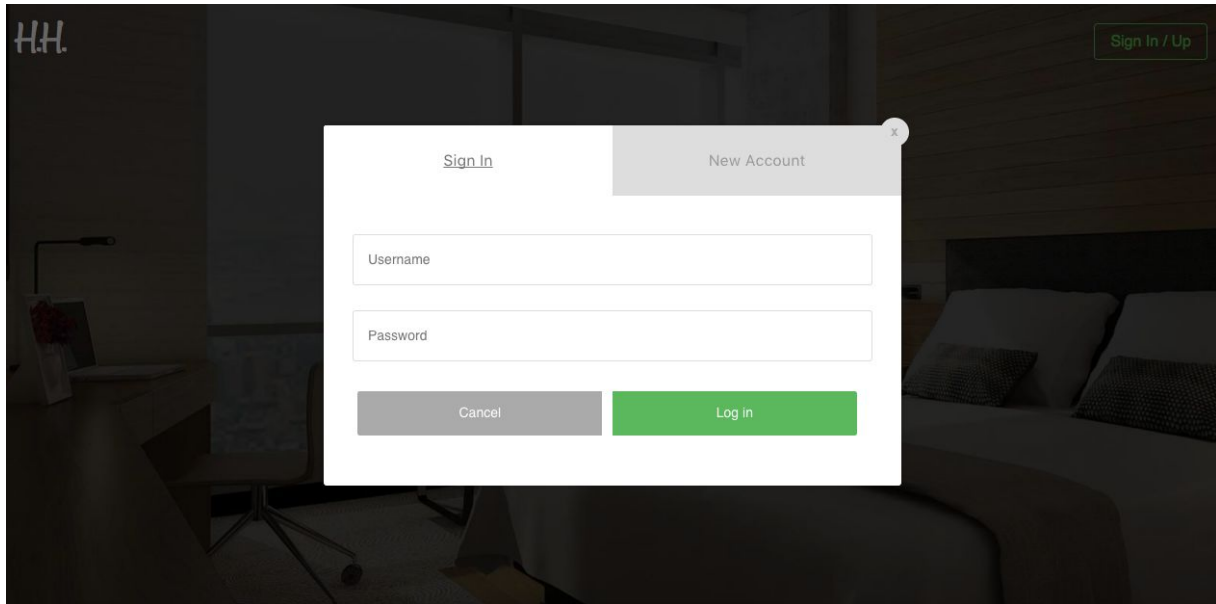 H.H.
Sign In / Up
x
Sign In
New Account
Username
Password
Cancel
Log in